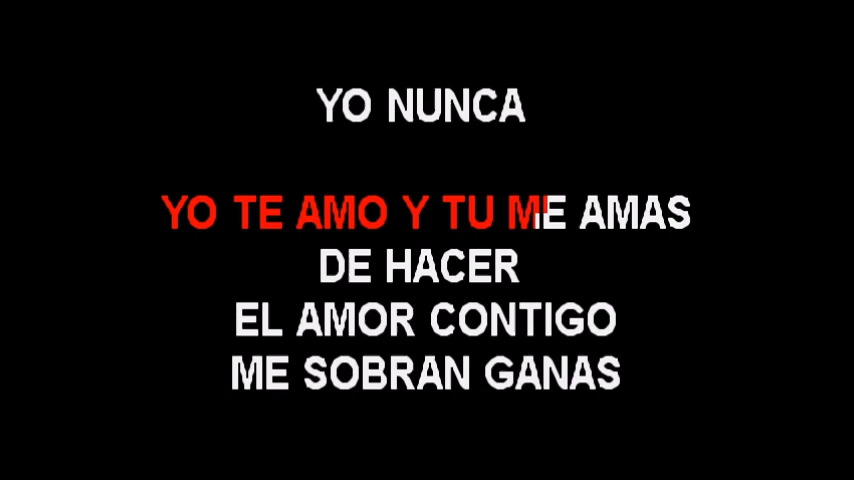 YO NUNCA
YO TE AMO Y TU ME AMAS
DE HACER
EL AMOR CONTIGO
ME SOBRAN GANAS